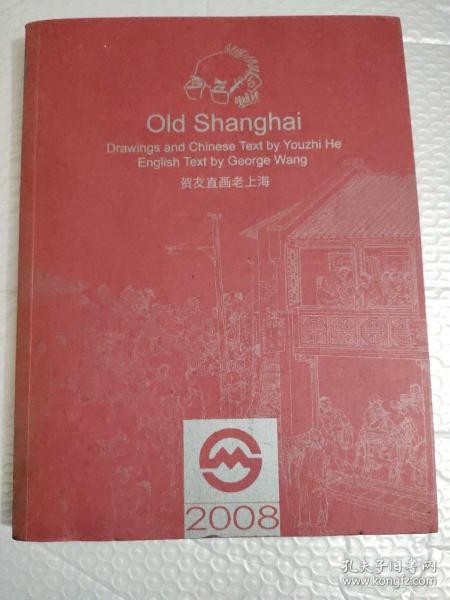 Old Shanghai
Drawings and Chinese Text by Youzhi He
English Text by George Wang
贺友直画老上海
2008
孔夫子旧书网
www.kongfz.com